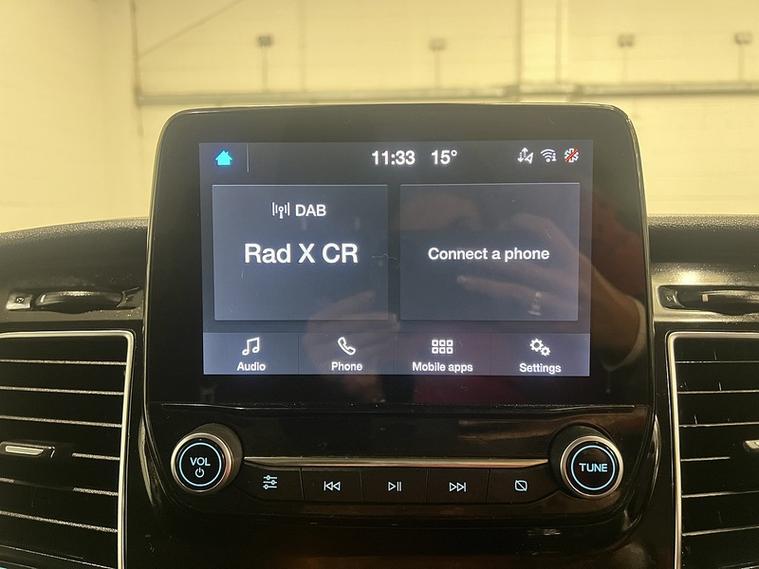 11:33 15°
DAB
Rad X CR
Connect a phone
Audio
Phone
Mobile apps
Settings
VOL
TUNE